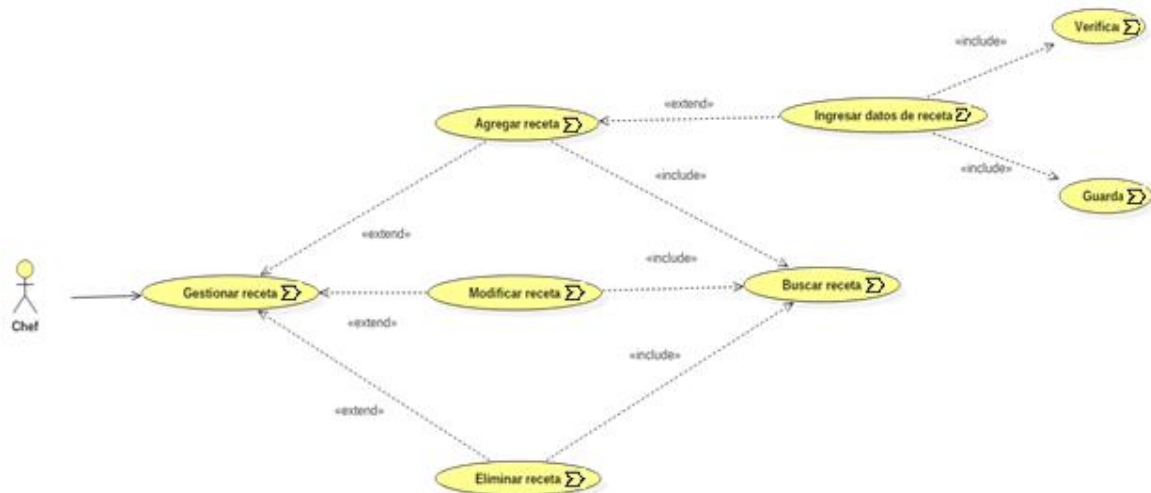 Verifica
«include»
«extend»
Agregar receta
Ingresar datos de receta
«include»
«include»
Guarda
«extend»
«include»
Gestionar receta
Modificar receta
Buscar receta
Chef
«extend»
«include»
«extend»
Eliminar receta